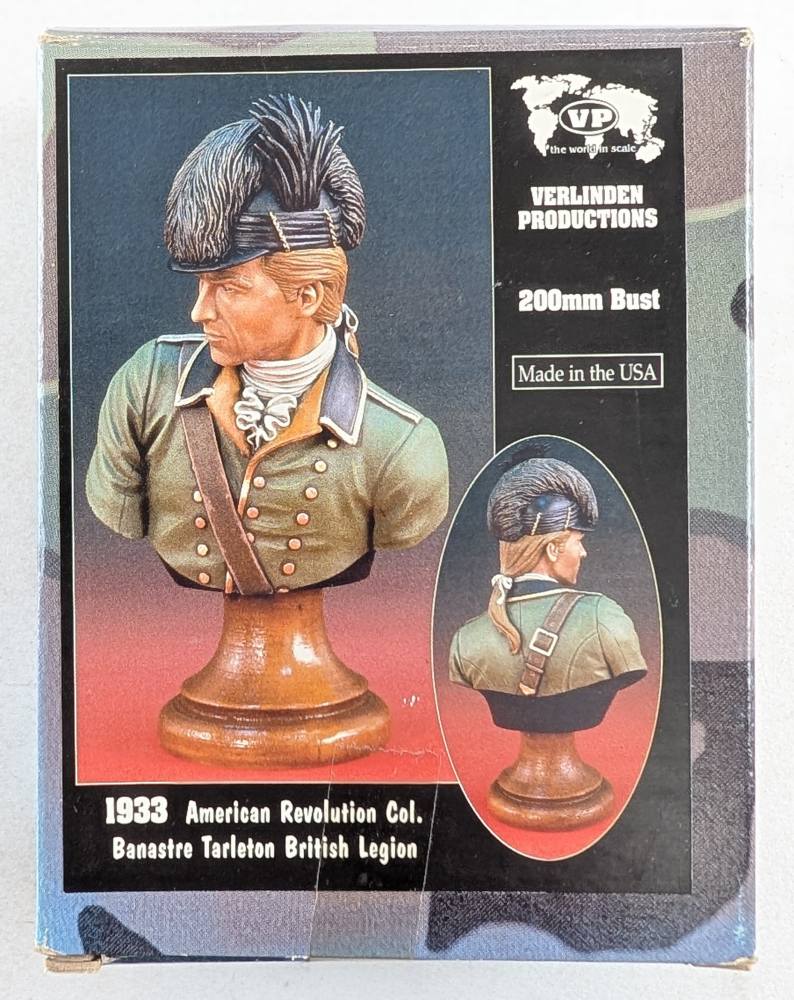 VP
the world in scale
VERLINDEN
PRODUCTIONS
200mm Bust
Made in the USA
1933 American Revolution Col.
Banastre Tarleton British Legion